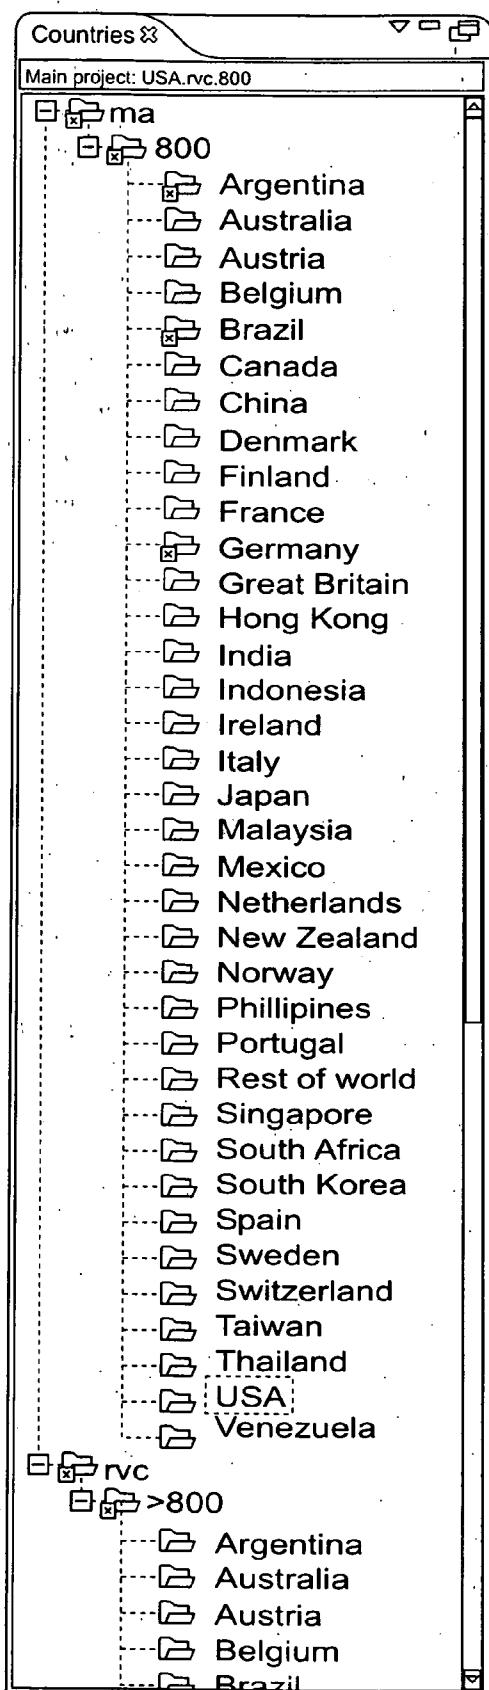 Countries
Main project: USA.rvc.800
ma
800
Argentina
Australia
Austria
Belgium
Brazil
Canada
China
Denmark
Finland
France
Germany
Great Britain
Hong Kong
India
Indonesia
Ireland
Italy
Japan
Malaysia
Mexico
Netherlands
New Zealand
Norway
Phillipines
Portugal
Rest of world
Singapore
South Africa
South Korea
Spain
Sweden
Switzerland
Taiwan
Thailand
USA
Venezuela
rvc
>800
Argentina
Australia
Austria
Belgium
Brazil